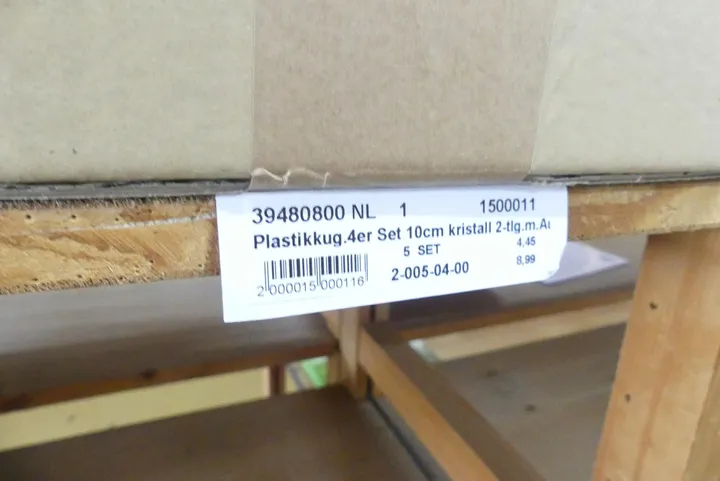 39480800 NL 1 1500011
Plastikkug.4er Set 10cm kristall 2-tlg.m.Au
5 SET 4,45
2-005-04-00 8,99
2 000015 000116